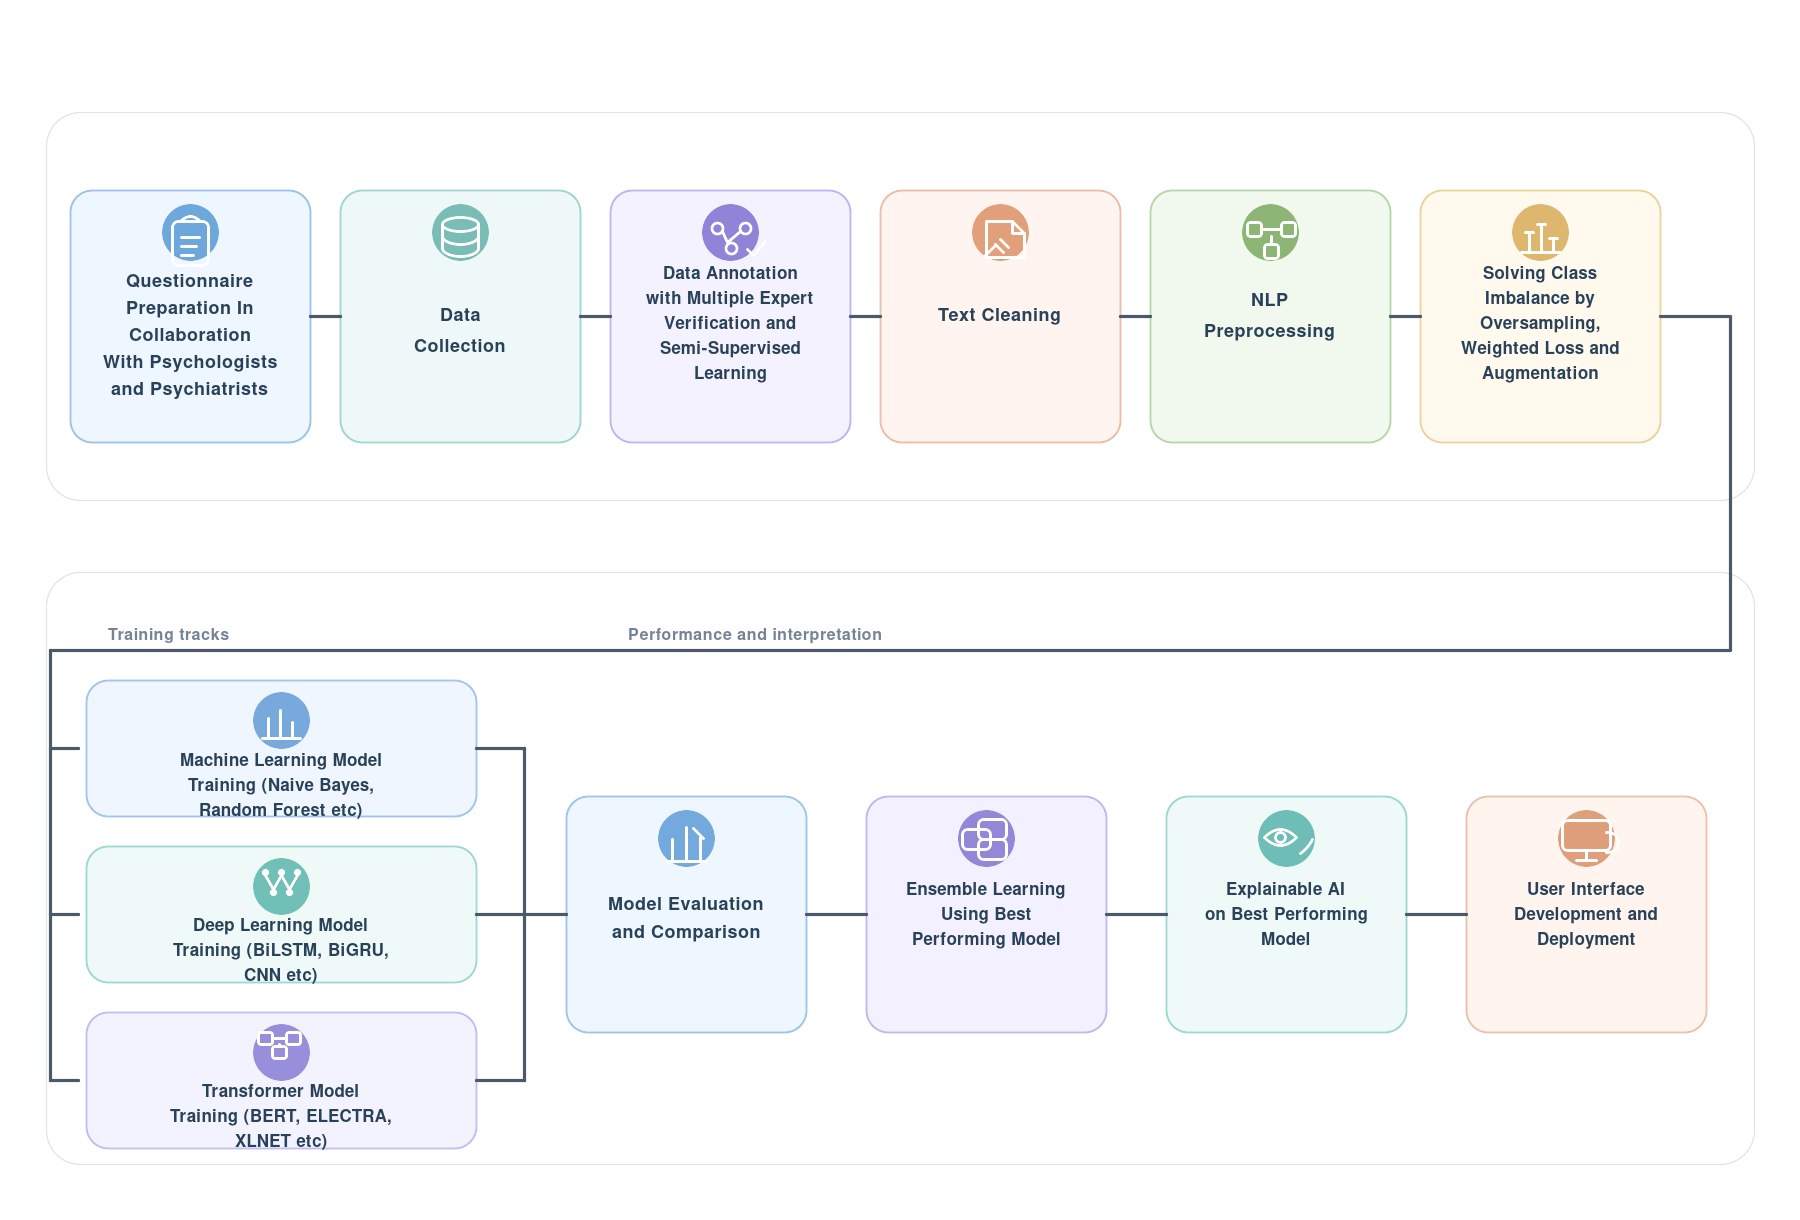 Questionnaire
Preparation In
Collaboration
With Psychologists
and Psychiatrists
Data
Collection
Data Annotation
with Multiple Expert
Verification and
Semi-Supervised
Learning
Text Cleaning
NLP
Preprocessing
Solving Class
Imbalance by
Oversampling,
Weighted Loss and
Augmentation
Training tracks
Performance and interpretation
Machine Learning Model
Training (Naive Bayes,
Random Forest etc)
Deep Learning Model
Training (BiLSTM, BiGRU,
CNN etc)
Transformer Model
Training (BERT, ELECTRA,
XLNET etc)
Model Evaluation
and Comparison
Ensemble Learning
Using Best
Performing Model
Explainable AI
on Best Performing
Model
User Interface
Development and
Deployment